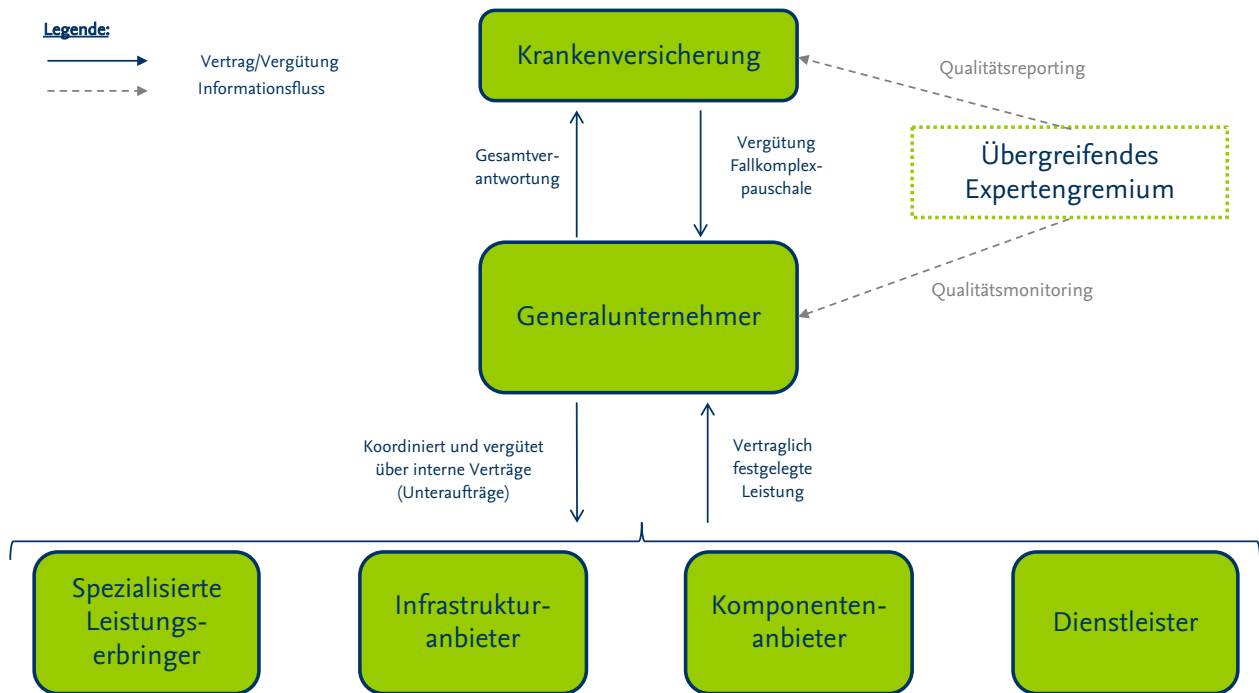 Legende:
Vertrag/Vergütung
Informationsfluss
Krankenversicherung
Qualitätsreporting
Gesamtver-
antwortung
Vergütung
Fallkomplex-
pauschale
Übergreifendes
Expertengremium
Generalunternehmer
Qualitätsmonitoring
Koordiniert und vergütet
über interne Verträge
(Unteraufträge)
Vertraglich
festgelegte
Leistung
Spezialisierte
Leistungs-
erbringer
Infrastruktur-
anbieter
Komponenten-
anbieter
Dienstleister